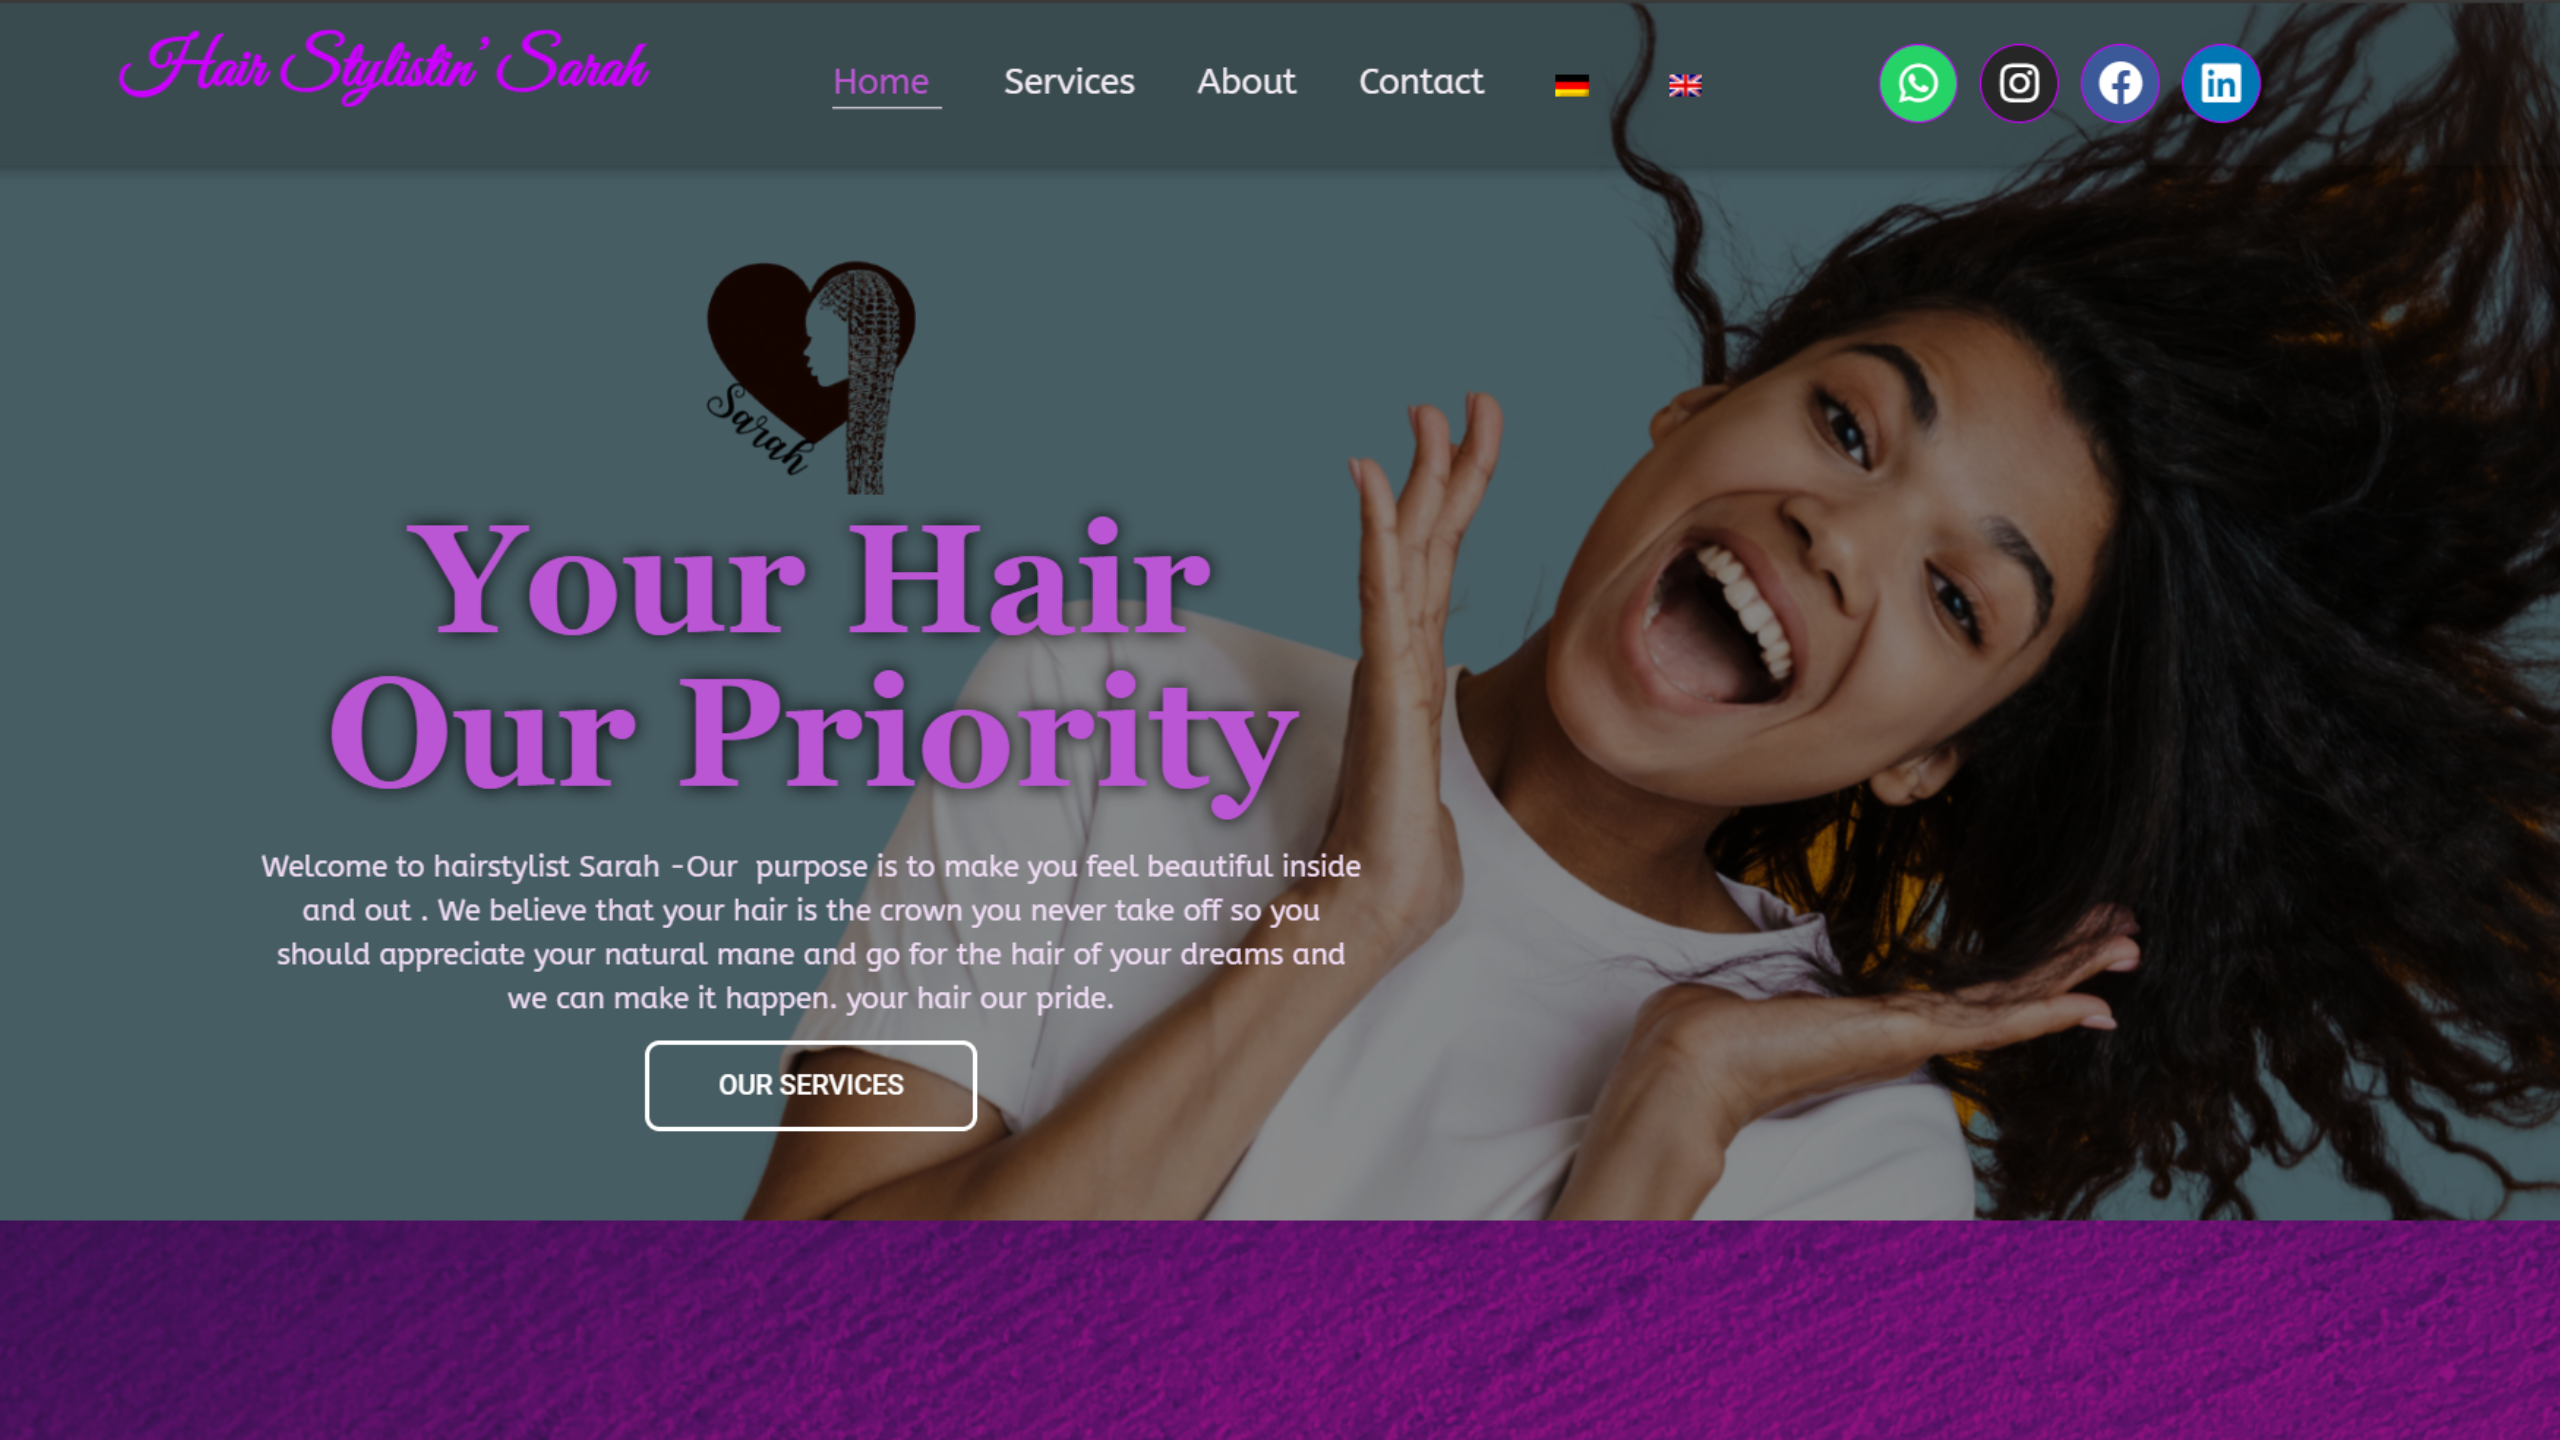 Hair Stylistin' Sarah
Home Services About Contact
Sarah
Your Hair
Our Priority
Welcome to hairstylist Sarah -Our  purpose is to make you feel beautiful inside
and out . We believe that your hair is the crown you never take off so you
should appreciate your natural mane and go for the hair of your dreams and
we can make it happen. your hair our pride.
OUR SERVICES